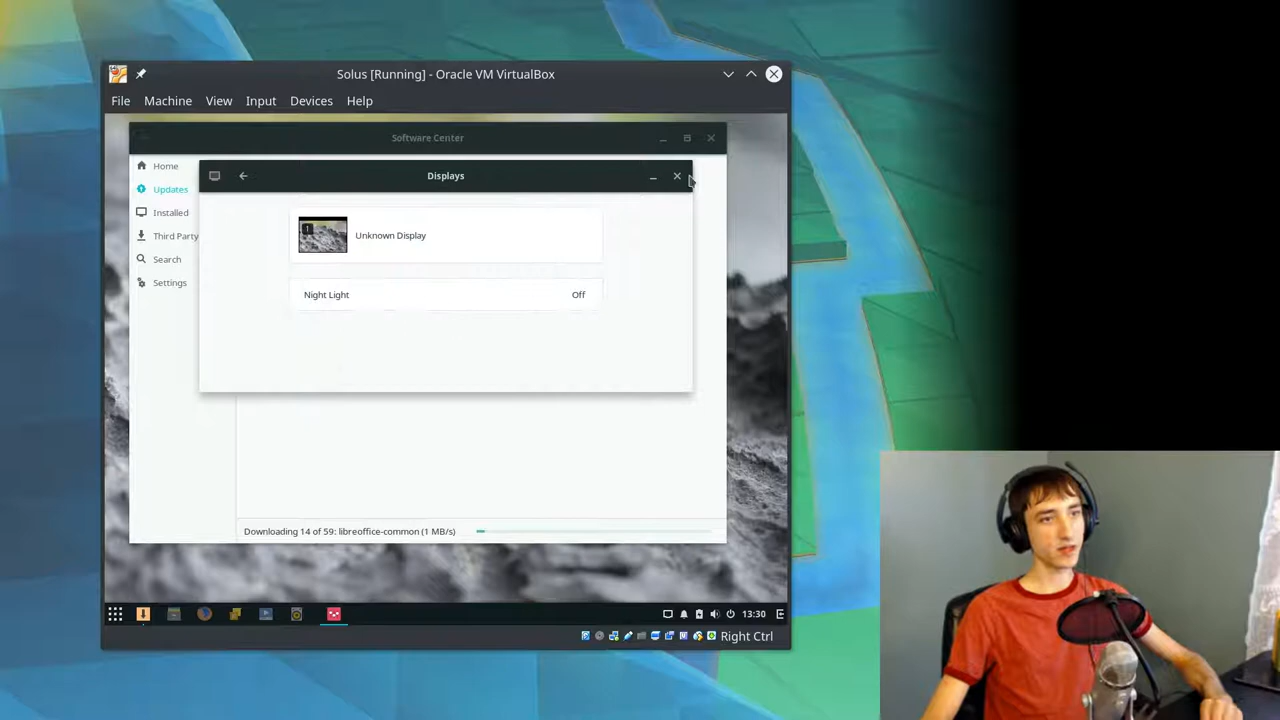 Solus [Running] - Oracle VM VirtualBox
File Machine View Input Devices Help
Software Center
Home
Updates
Installed
Third Party
Search
Settings
Displays
1
Unknown Display
Night Light Off
Downloading 14 of 59: libreoffice-common (1 MB/s)
13:30
Right Ctrl